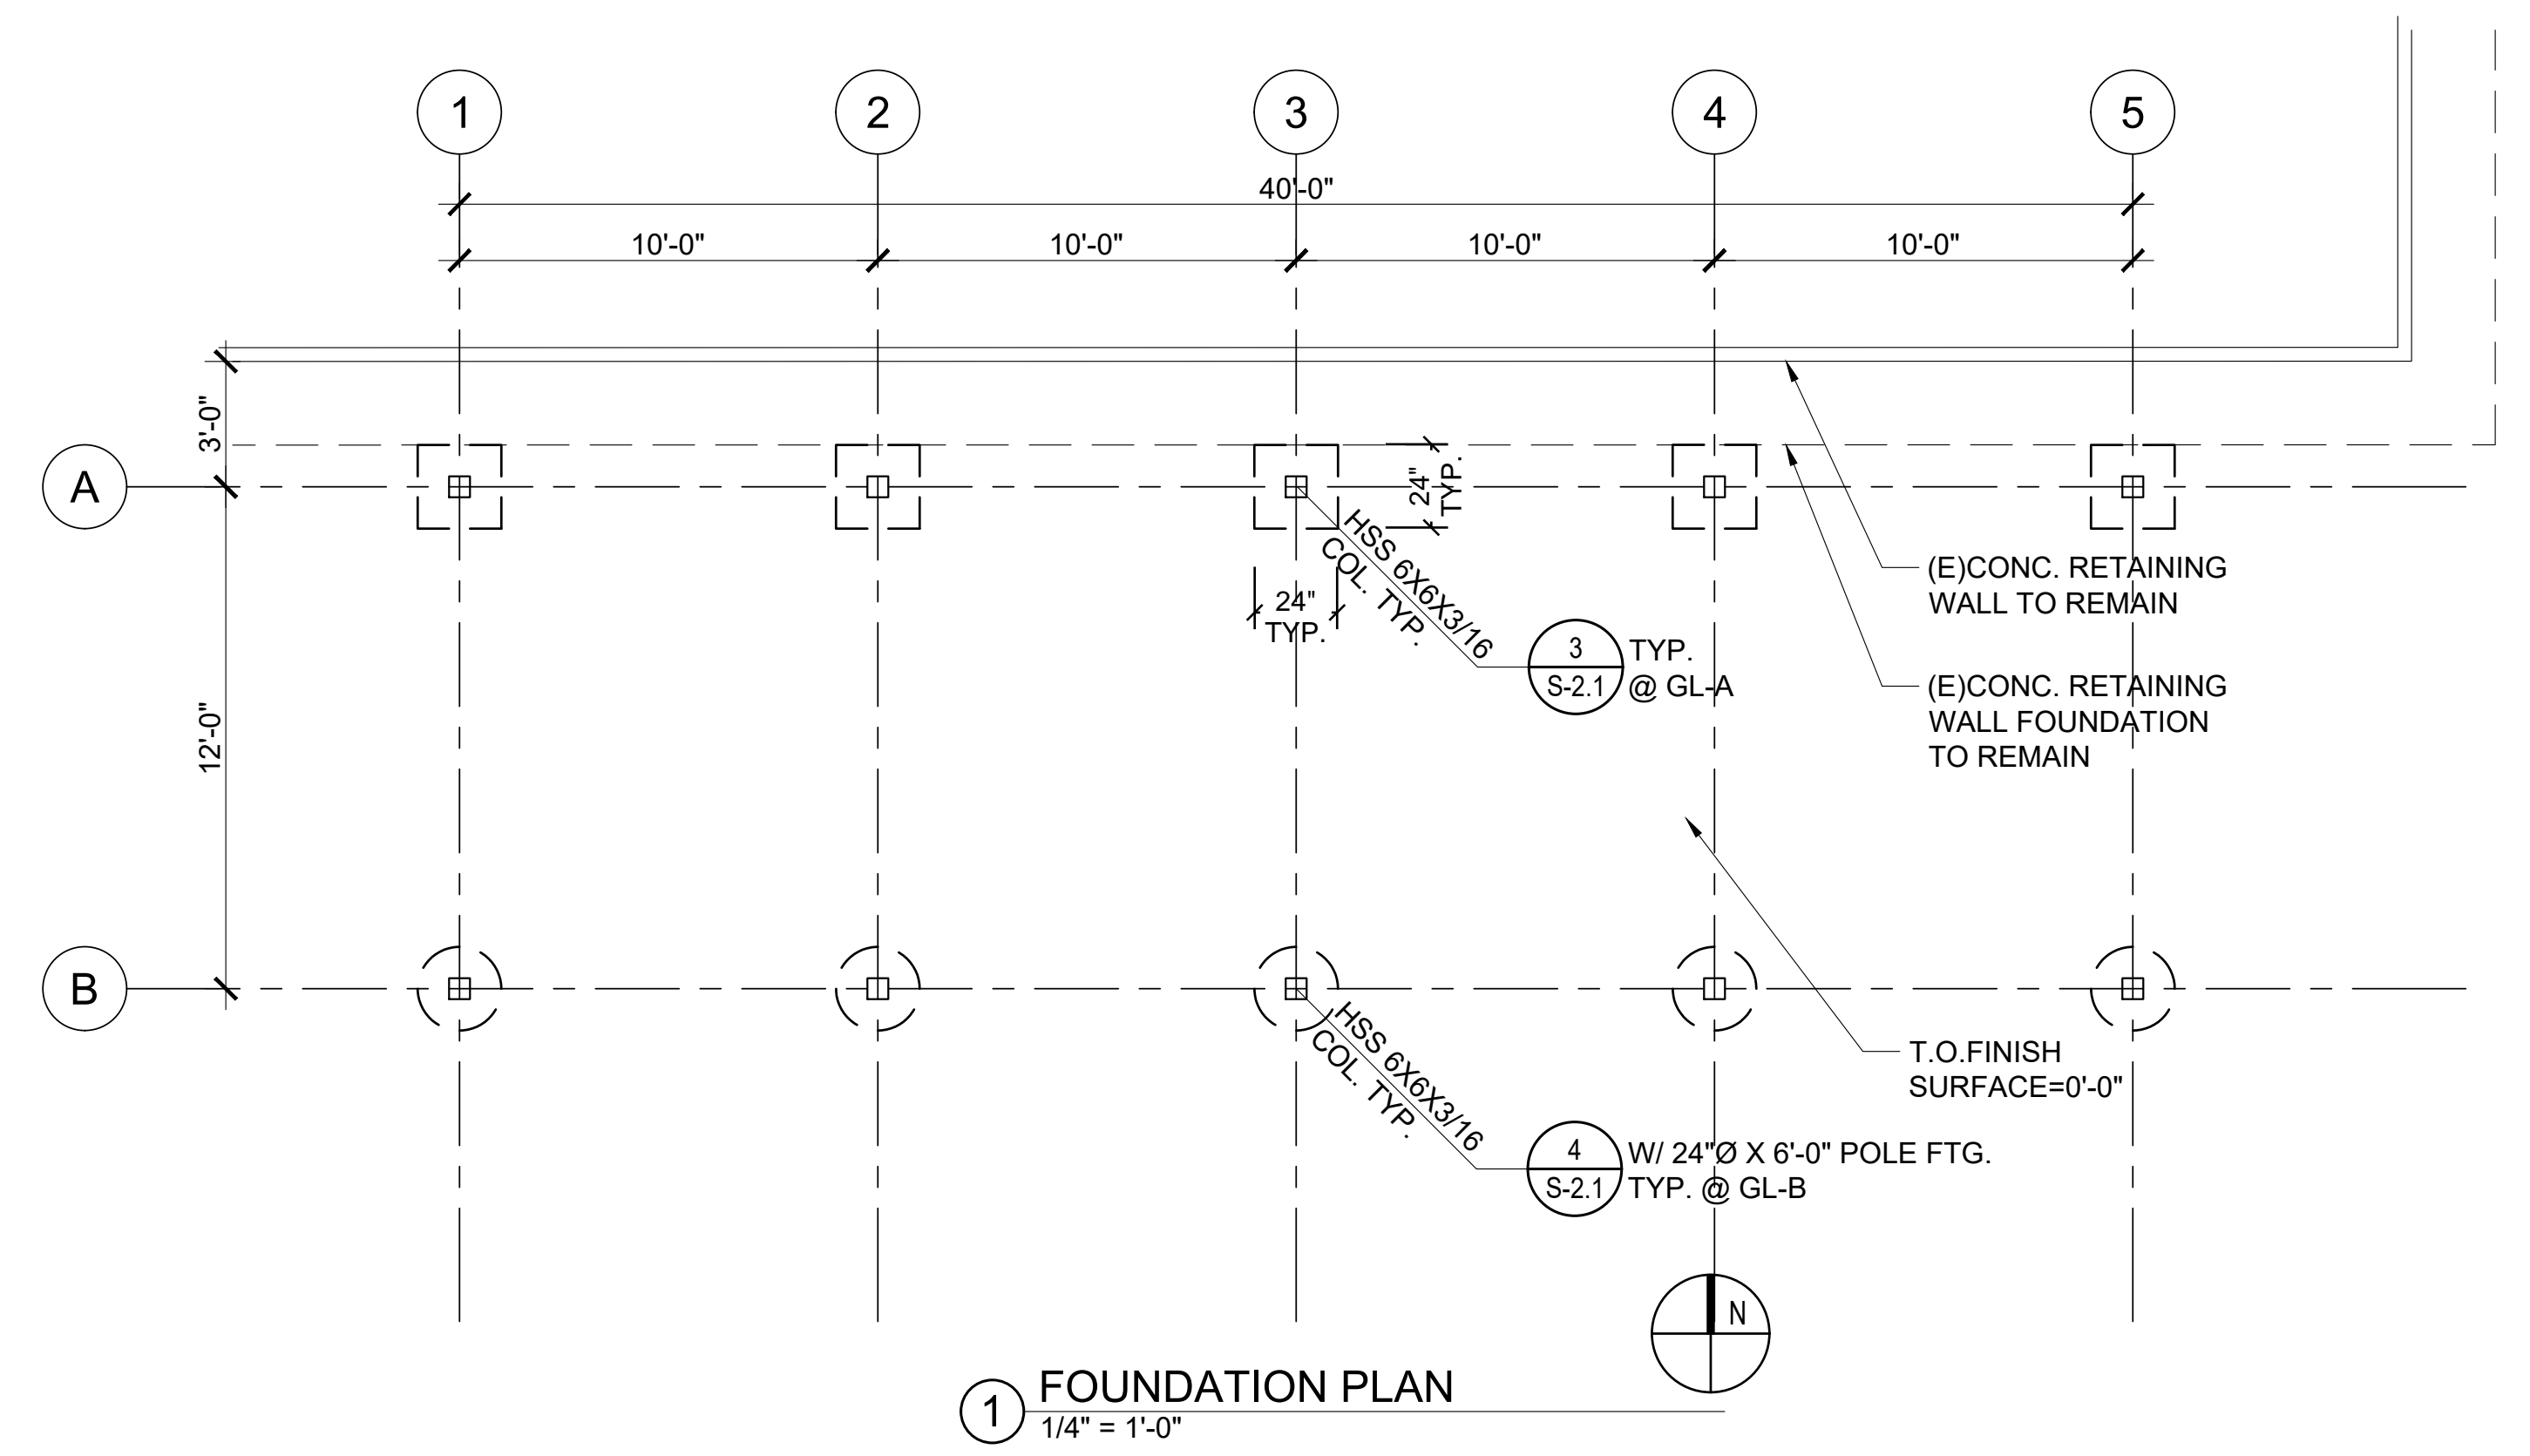 1
2
3
4
5
40'-0"
10'-0"
10'-0"
10'-0"
10'-0"
3'-0"
A
24"
TYP.
HSS 6X6X3/16
COL. TYP.
24"
TYP.
3
S-2.1
TYP.
@ GL-A
(E)CONC. RETAINING
WALL TO REMAIN
(E)CONC. RETAINING
WALL FOUNDATION
TO REMAIN
12'-0"
B
HSS 6X6X3/16
COL. TYP.
T.O.FINISH
SURFACE=0'-0"
4
S-2.1
W/ 24"Ø X 6'-0" POLE FTG.
TYP. @ GL-B
N
1
FOUNDATION PLAN
1/4" = 1'-0"